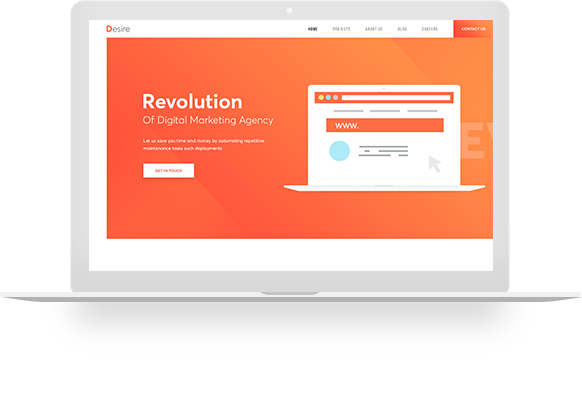 Desire
HOME PROJECTS ABOUT US BLOG CAREERS CONTACT US
Revolution
Of Digital Marketing Agency
Let us save you time and money by automating repetitive
maintenance tasks such deployments
GET IN TOUCH
WWW.